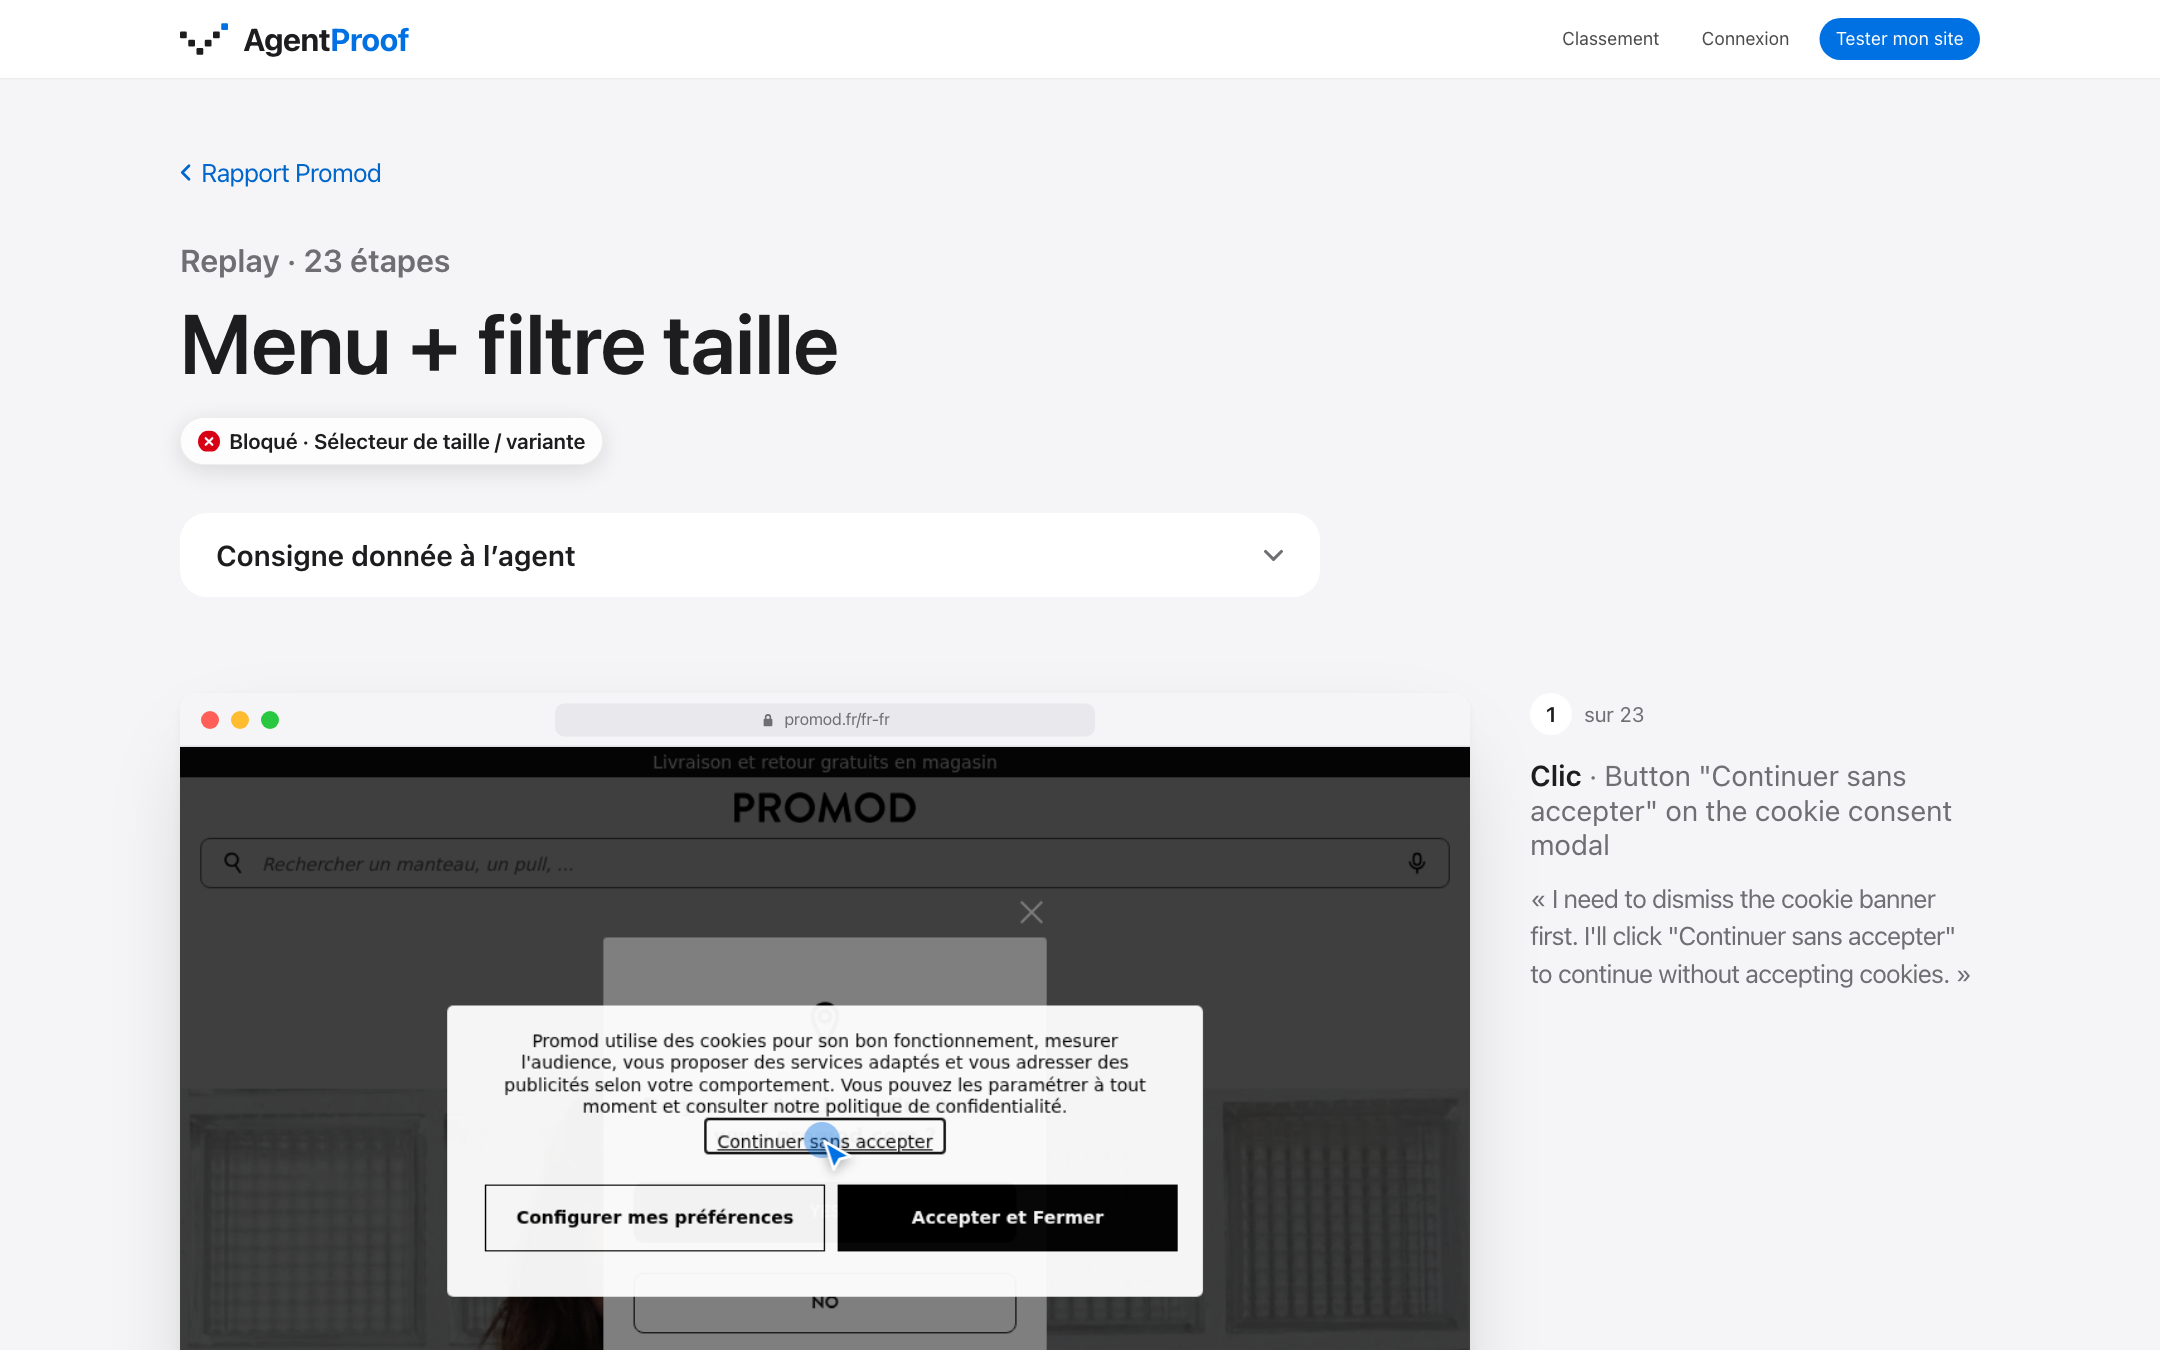 AgentProof
Classement
Connexion
Tester mon site
Rapport Promod
Replay · 23 étapes
Menu + filtre taille
Bloqué · Sélecteur de taille / variante
Consigne donnée à l’agent
promod.fr/fr-fr
Livraison et retour gratuits en magasin
PROMOD
Rechercher un manteau, un pull, ...
Promod utilise des cookies pour son bon fonctionnement, mesurer
l'audience, vous proposer des services adaptés et vous adresser des
publicités selon votre comportement. Vous pouvez les paramétrer à tout
moment et consulter notre politique de confidentialité.
Continuer sans accepter
Configurer mes préférences
Accepter et Fermer
NO
1 sur 23
Clic · Button "Continuer sans
accepter" on the cookie consent
modal
« I need to dismiss the cookie banner
first. I'll click "Continuer sans accepter"
to continue without accepting cookies. »